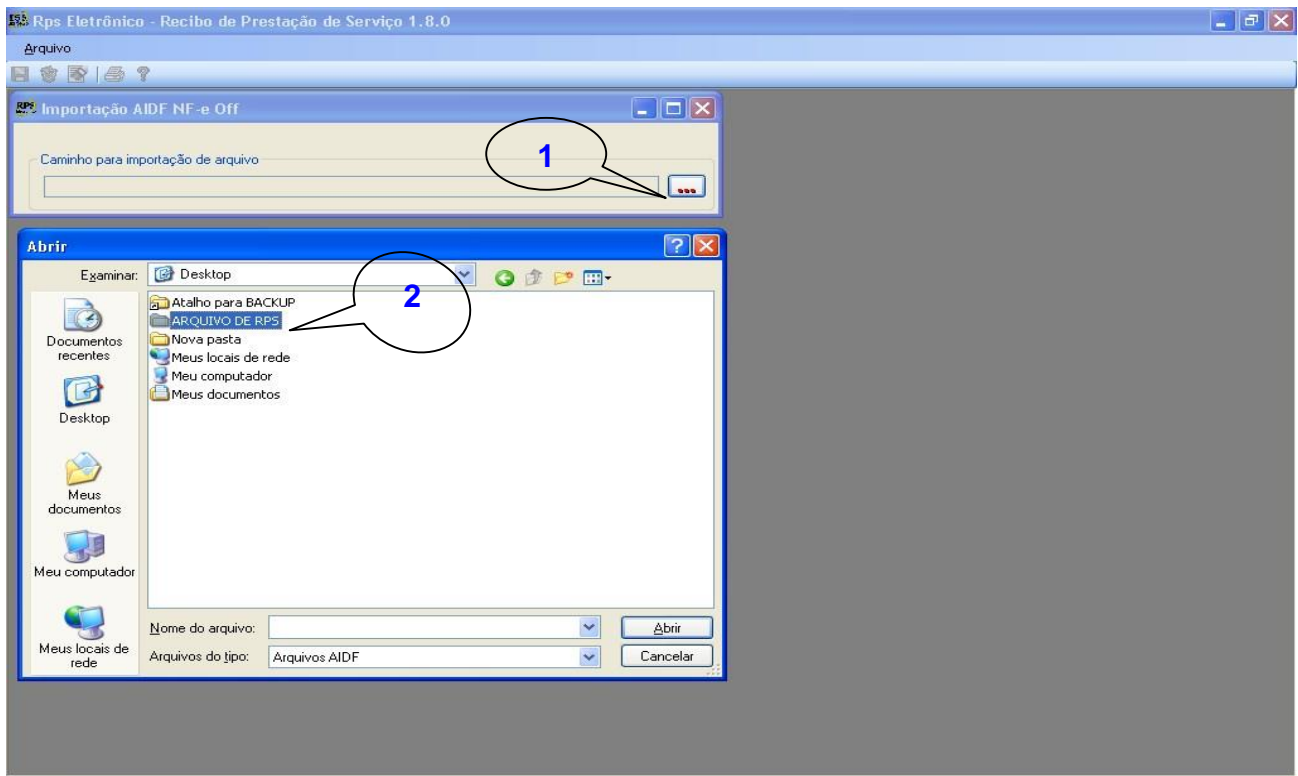 Rps Eletrônico - Recibo de Prestação de Serviço 1.8.0
Arquivo
Importação AIDF NF-e Off
Caminho para importação de arquivo
1
...
Abrir
Examinar:
Desktop
2
Atalho para BACKUP
ARQUIVO DE RPS
Nova pasta
Meus locais de rede
Meu computador
Meus documentos
Documentos
recentes
Desktop
Meus
documentos
Meu computador
Meus locais de
rede
Nome do arquivo:
Abrir
Arquivos do tipo:
Arquivos AIDF
Cancelar